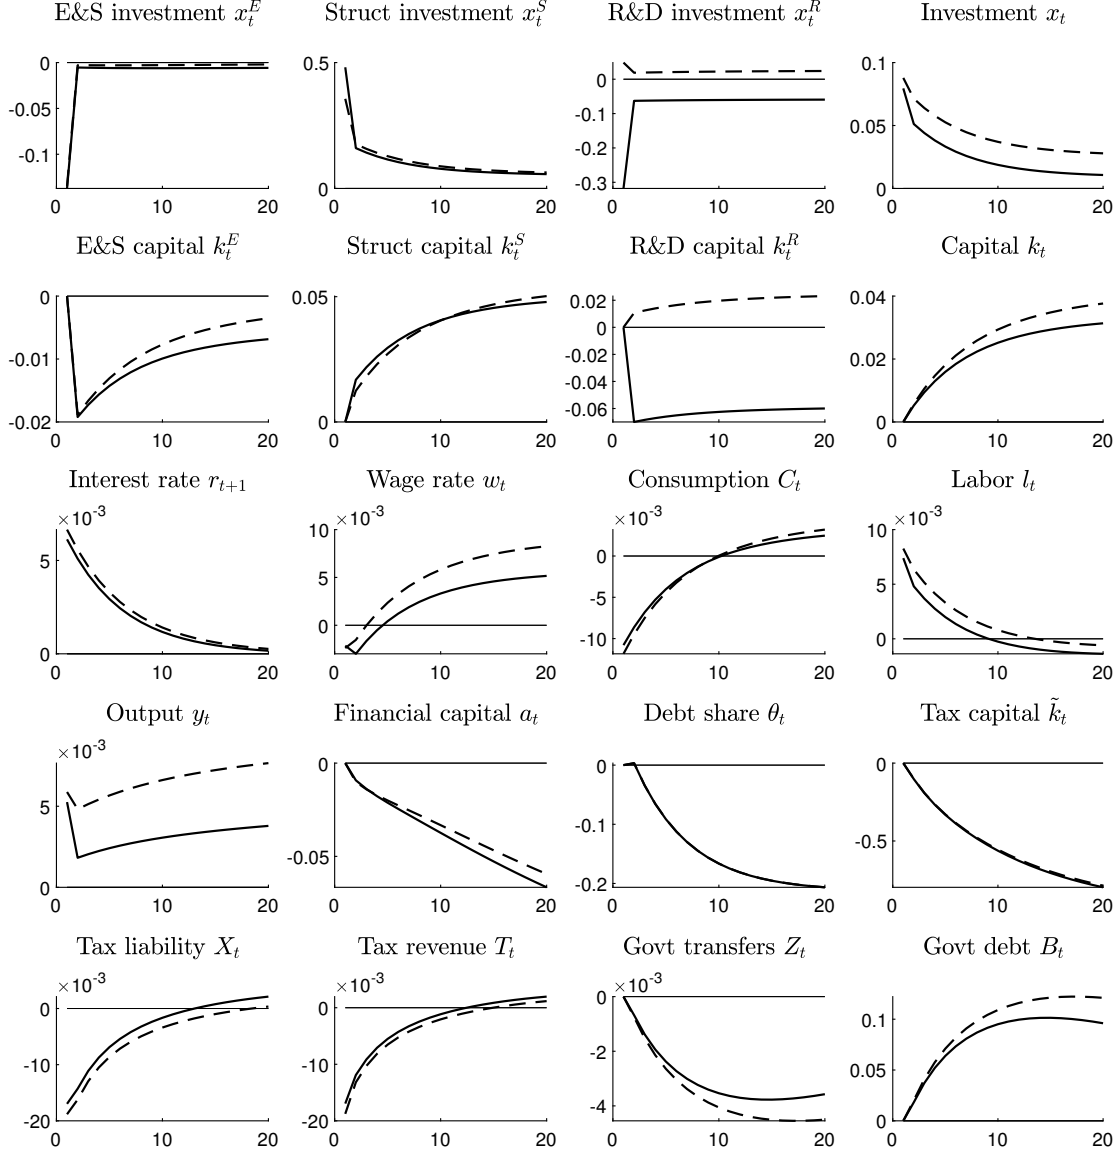 E&S investment x_t^E
Struct investment x_t^S
R&D investment x_t^R
Investment x_t
0
-0.05
-0.1
0 10 20
0.5
0
0 10 20
0
-0.1
-0.2
-0.3
0 10 20
0.1
0.05
0
0 10 20
E&S capital k_t^E
Struct capital k_t^S
R&D capital k_t^R
Capital k_t
0
-0.01
-0.02
0 10 20
0.05
0
0 10 20
0.02
0
-0.02
-0.04
-0.06
0 10 20
0.04
0.02
0
0 10 20
Interest rate r_{t+1}
Wage rate w_t
Consumption C_t
Labor l_t
×10^{-3}
5
0
0 10 20
×10^{-3}
10
5
0
0 10 20
×10^{-3}
0
-5
-10
0 10 20
×10^{-3}
10
5
0
0 10 20
Output y_t
Financial capital a_t
Debt share θ_t
Tax capital k̃_t
×10^{-3}
5
0
0 10 20
0
-0.05
0 10 20
0
-0.1
-0.2
0 10 20
0
-0.5
0 10 20
Tax liability X_t
Tax revenue T_t
Govt transfers Z_t
Govt debt B_t
×10^{-3}
0
-10
-20
0 10 20
×10^{-3}
0
-10
-20
0 10 20
×10^{-3}
0
-2
-4
0 10 20
0.1
0.05
0
0 10 20